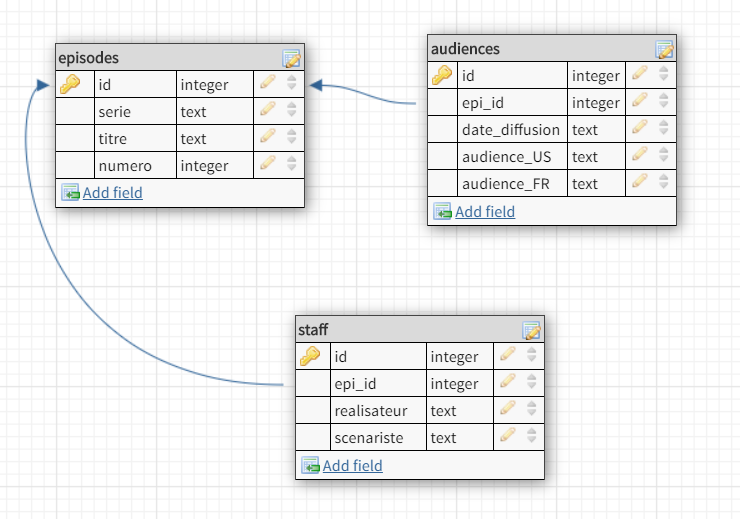 episodes
id integer
serie text
titre text
numero integer
Add field
audiences
id integer
epi_id integer
date_diffusion text
audience_US text
audience_FR text
Add field
staff
id integer
epi_id integer
realisateur text
scenariste text
Add field